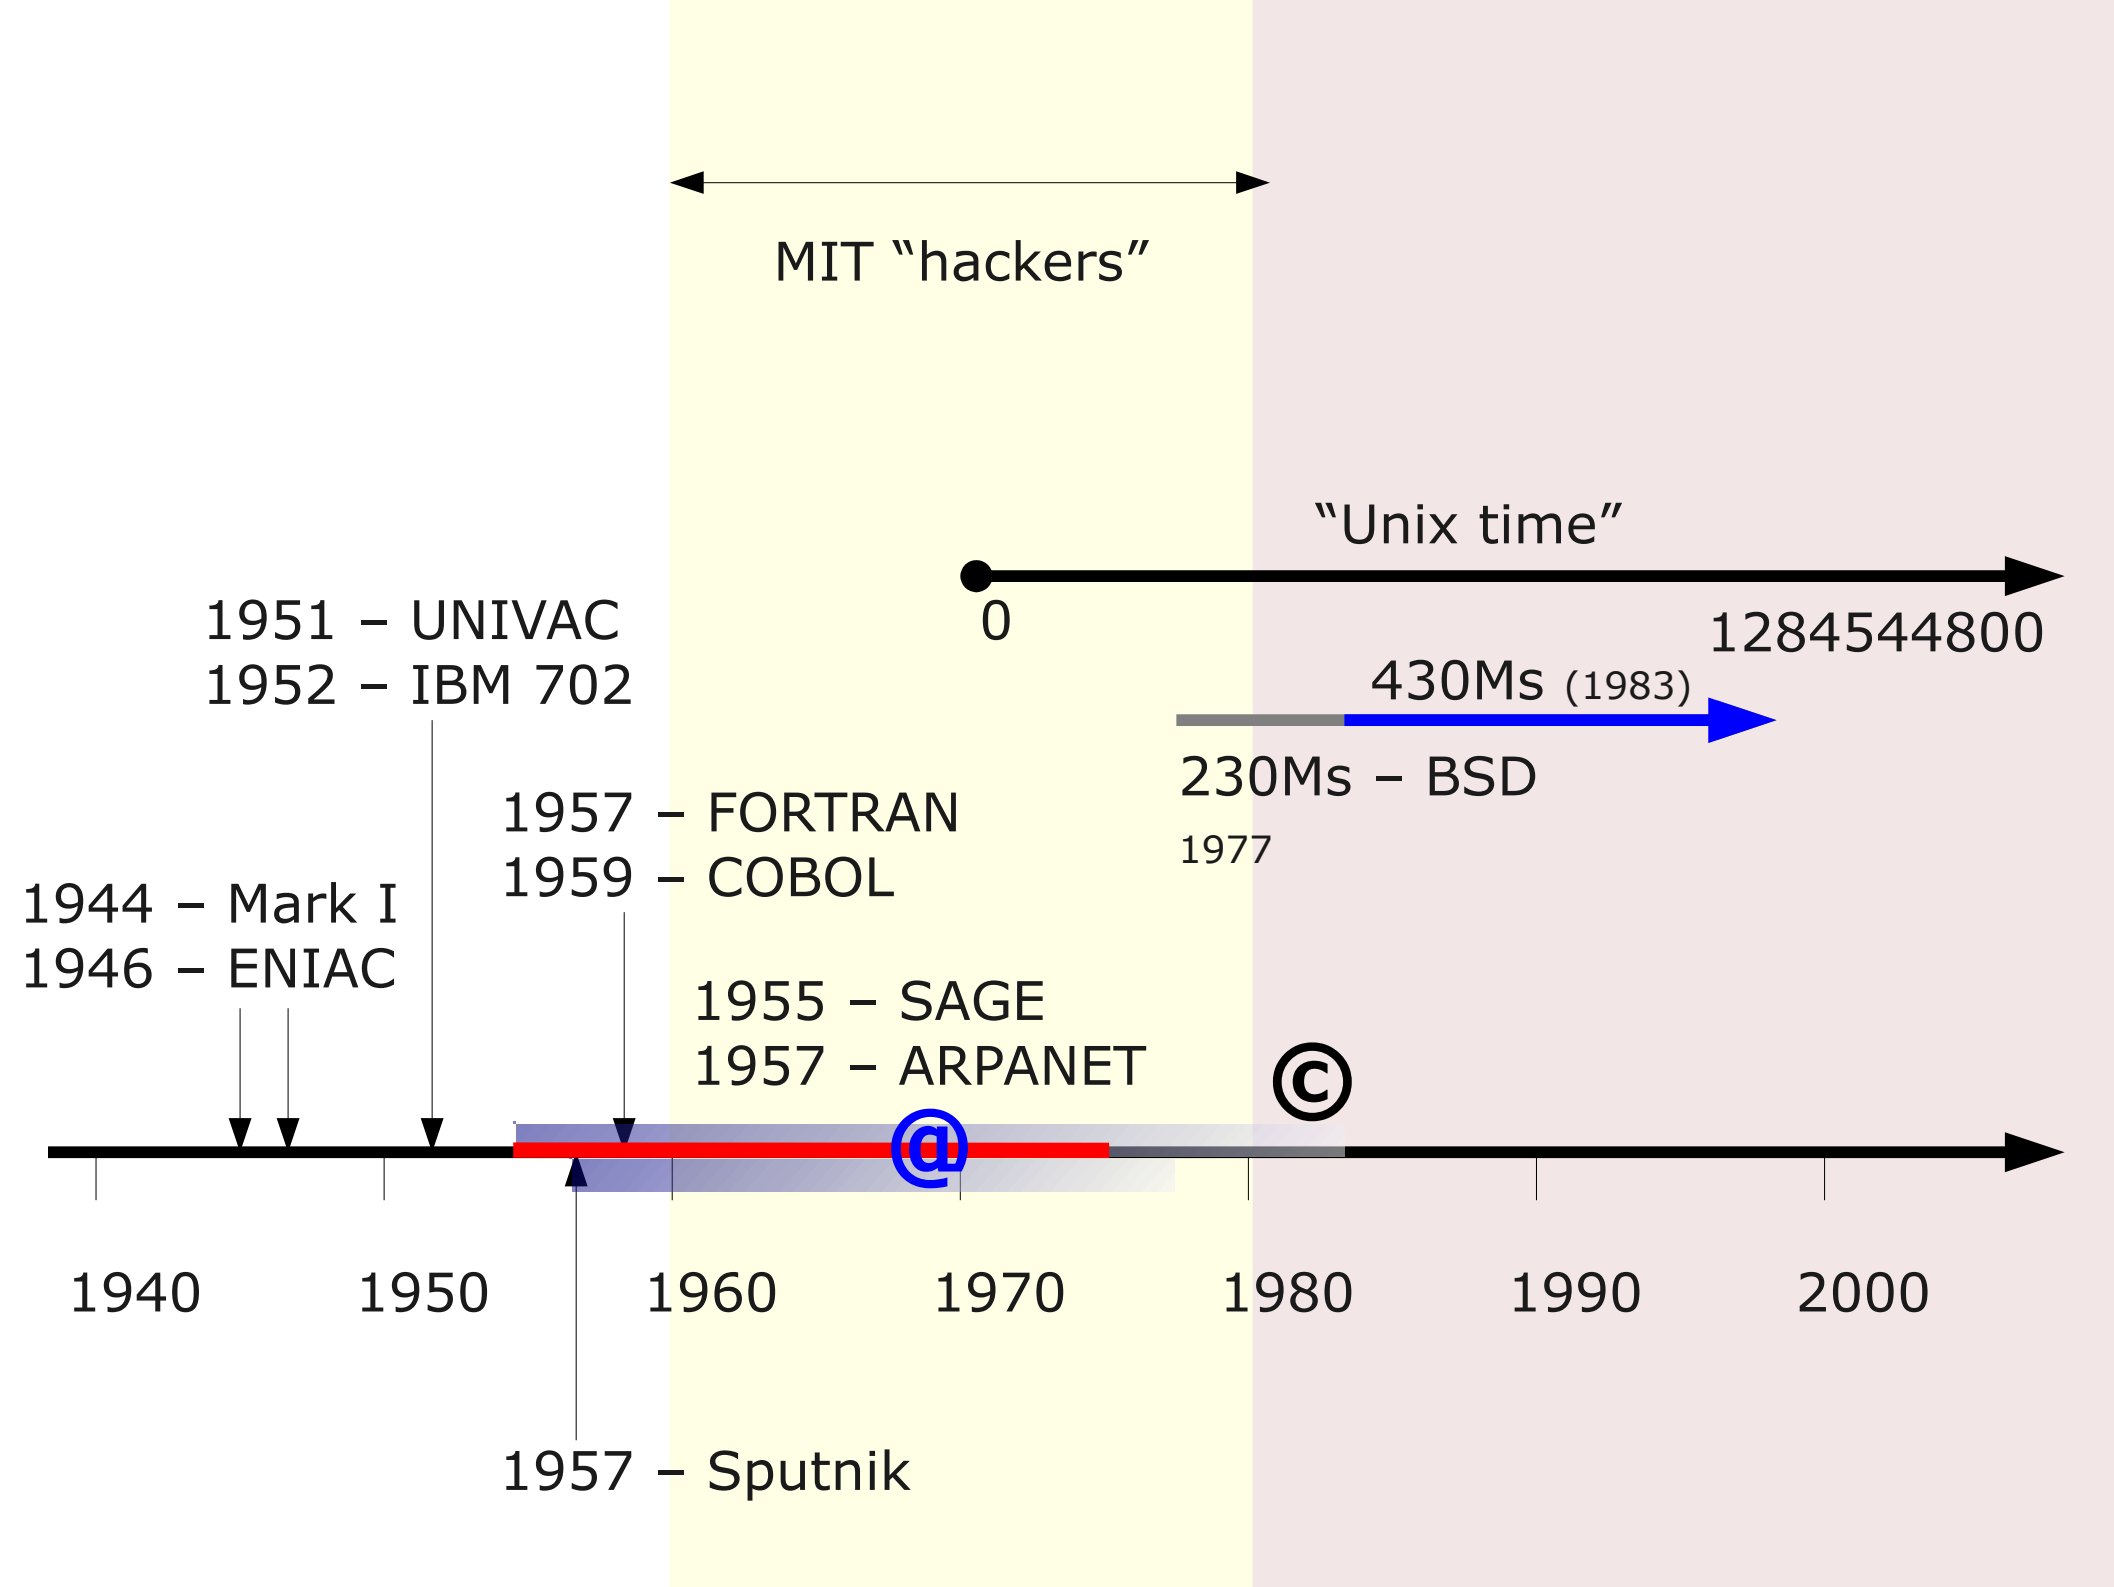 MIT “hackers”
“Unix time”
0
1284544800
1951 – UNIVAC
1952 – IBM 702
430Ms (1983)
230Ms – BSD
1977
1957 – FORTRAN
1959 – COBOL
1944 – Mark I
1946 – ENIAC
1955 – SAGE
1957 – ARPANET
©
@
1940 1950 1960 1970 1980 1990 2000
1957 – Sputnik